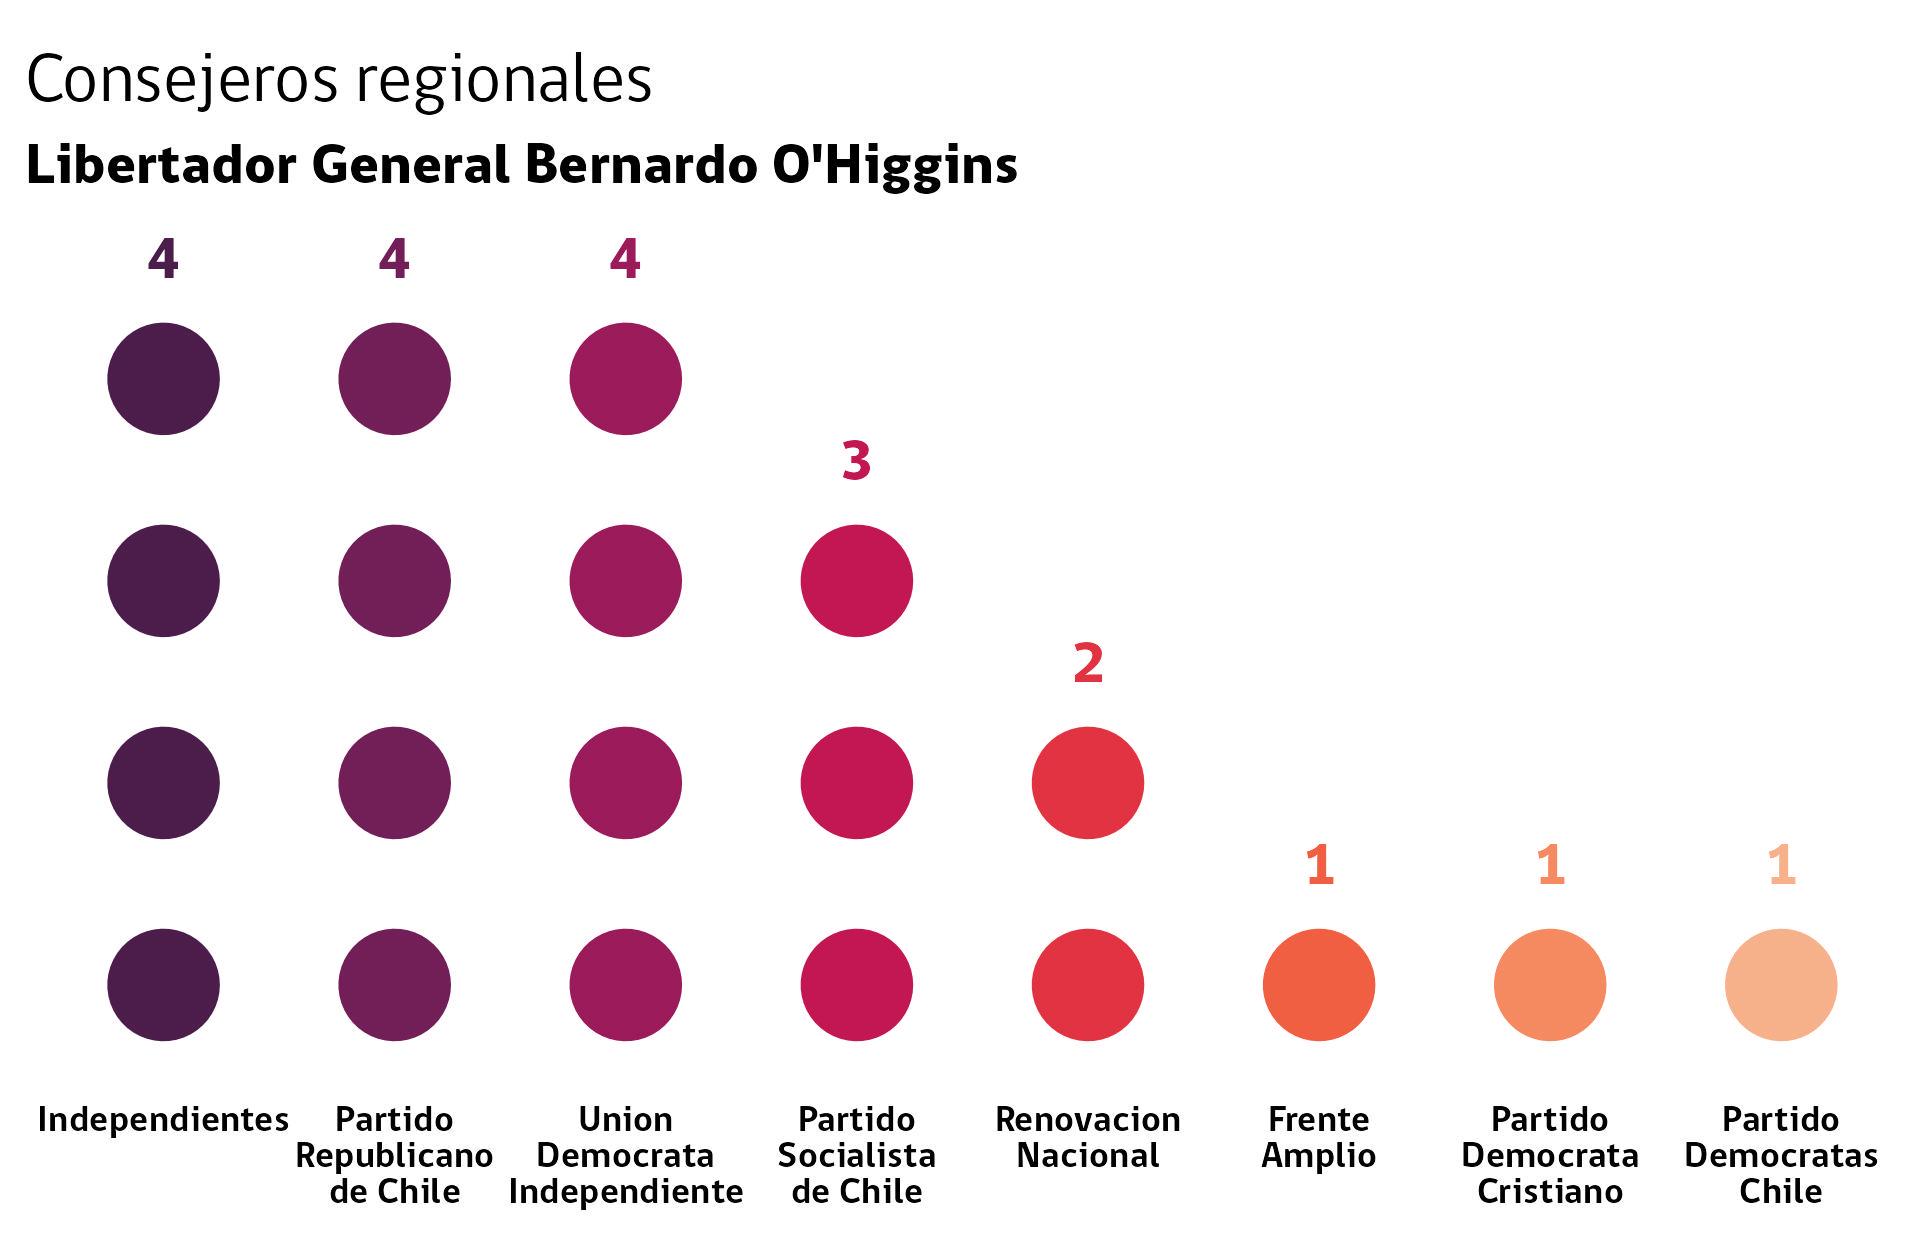 Consejeros regionales
Libertador General Bernardo O'Higgins
4 4 4
3
2
1 1 1
Independientes
Partido
Republicano
de Chile
Union
Democrata
Independiente
Partido
Socialista
de Chile
Renovacion
Nacional
Frente
Amplio
Partido
Democrata
Cristiano
Partido
Democratas
Chile